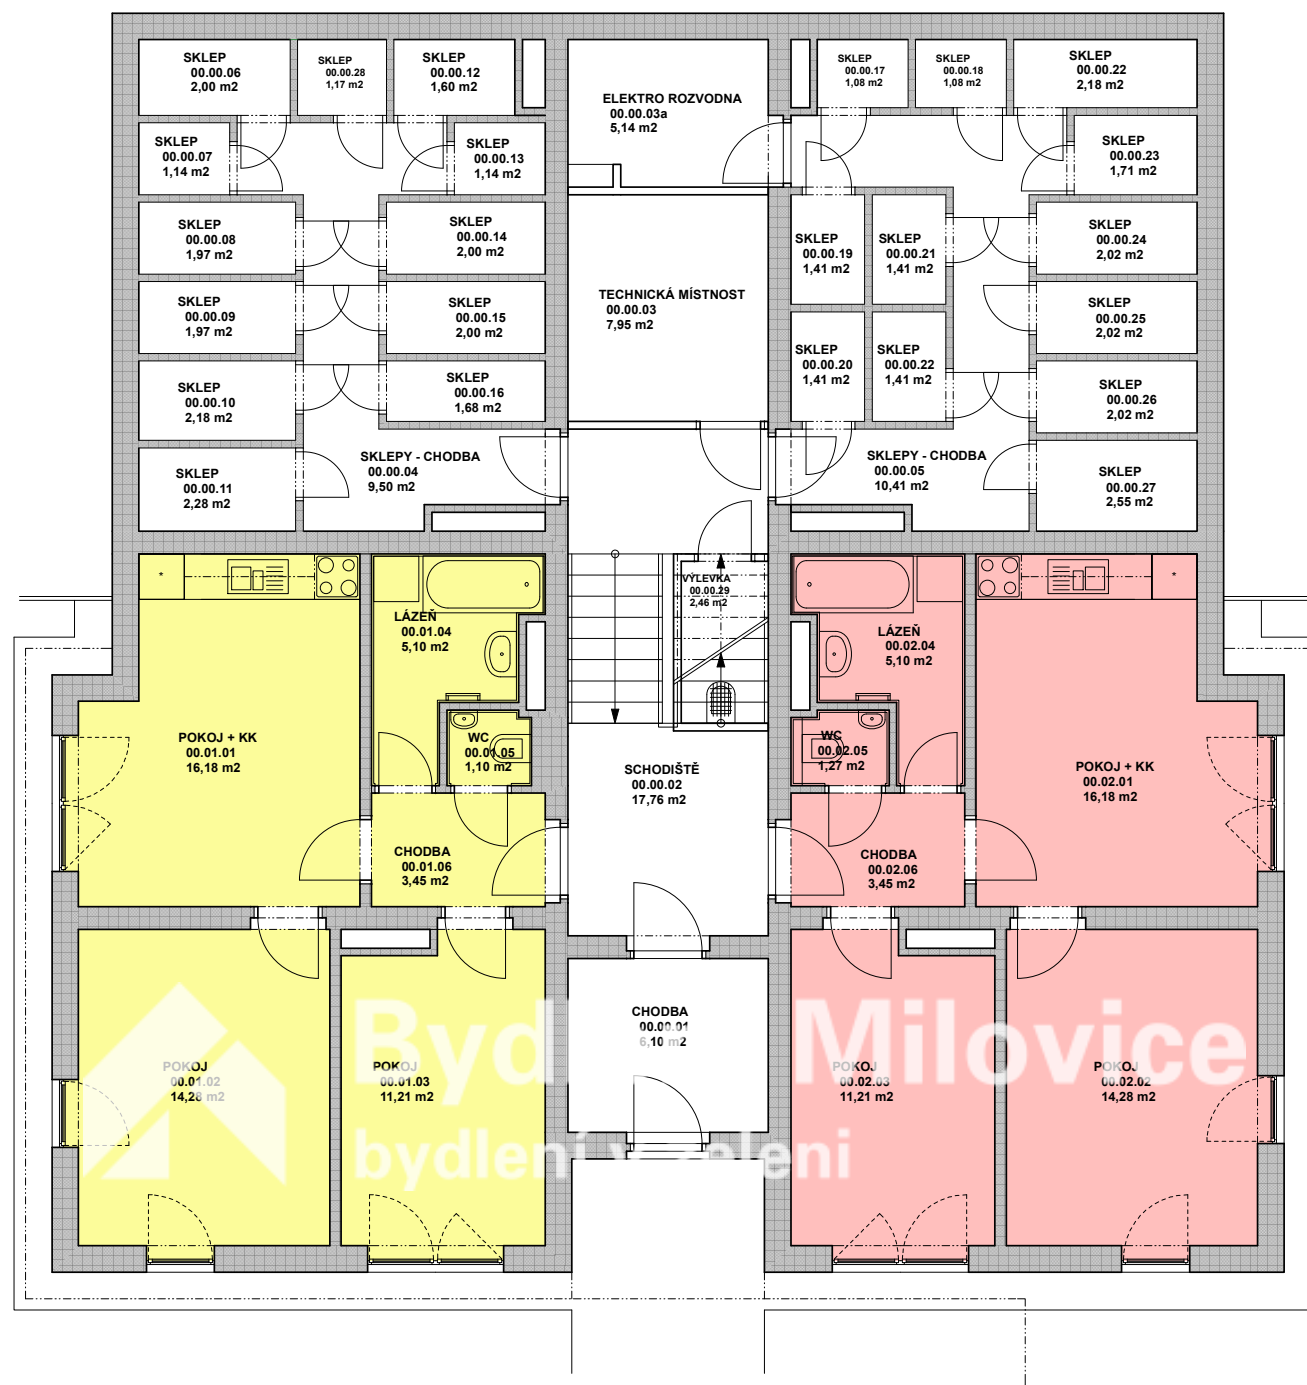 SKLEP
00.00.06
2,00 m2
SKLEP
00.00.28
1,17 m2
SKLEP
00.00.12
1,60 m2
ELEKTRO ROZVODNA
00.00.03a
5,14 m2
SKLEP
00.00.17
1,08 m2
SKLEP
00.00.18
1,08 m2
SKLEP
00.00.22
2,18 m2
SKLEP
00.00.07
1,14 m2
SKLEP
00.00.13
1,14 m2
SKLEP
00.00.23
1,71 m2
SKLEP
00.00.08
1,97 m2
SKLEP
00.00.14
2,00 m2
SKLEP
00.00.19
1,41 m2
SKLEP
00.00.21
1,41 m2
SKLEP
00.00.24
2,02 m2
SKLEP
00.00.09
1,97 m2
SKLEP
00.00.15
2,00 m2
TECHNICKÁ MÍSTNOST
00.00.03
7,95 m2
SKLEP
00.00.25
2,02 m2
SKLEP
00.00.10
2,18 m2
SKLEP
00.00.16
1,68 m2
SKLEP
00.00.20
1,41 m2
SKLEP
00.00.22
1,41 m2
SKLEP
00.00.26
2,02 m2
SKLEP
00.00.11
2,28 m2
SKLEPY - CHODBA
00.00.04
9,50 m2
SKLEPY - CHODBA
00.00.05
10,41 m2
SKLEP
00.00.27
2,55 m2
*
LÁZEŇ
00.01.04
5,10 m2
VÝLEVKA
00.00.29
2,46 m2
LÁZEŇ
00.02.04
5,10 m2
*
POKOJ + KK
00.01.01
16,18 m2
WC
00.01.05
1,10 m2
SCHODIŠTĚ
00.00.02
17,76 m2
WC
00.02.05
1,27 m2
POKOJ + KK
00.02.01
16,18 m2
CHODBA
00.01.06
3,45 m2
CHODBA
00.02.06
3,45 m2
CHODBA
00.00.01
6,10 m2
POKOJ
00.01.02
14,28 m2
POKOJ
00.01.03
11,21 m2
POKOJ
00.02.03
11,21 m2
POKOJ
00.02.02
14,28 m2
Milovice
bydlení v zeleni